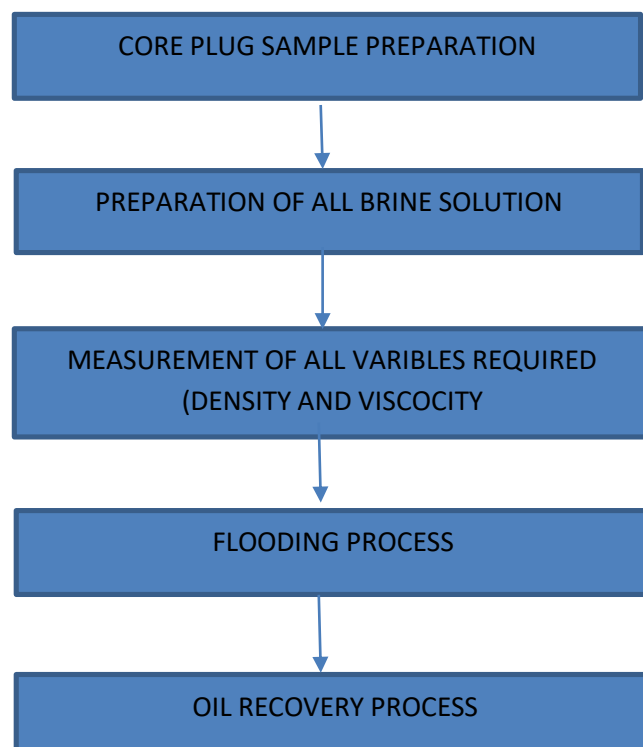 CORE PLUG SAMPLE PREPARATION
PREPARATION OF ALL BRINE SOLUTION
MEASUREMENT OF ALL VARIBLES REQUIRED
(DENSITY AND VISCOCITY
FLOODING PROCESS
OIL RECOVERY PROCESS